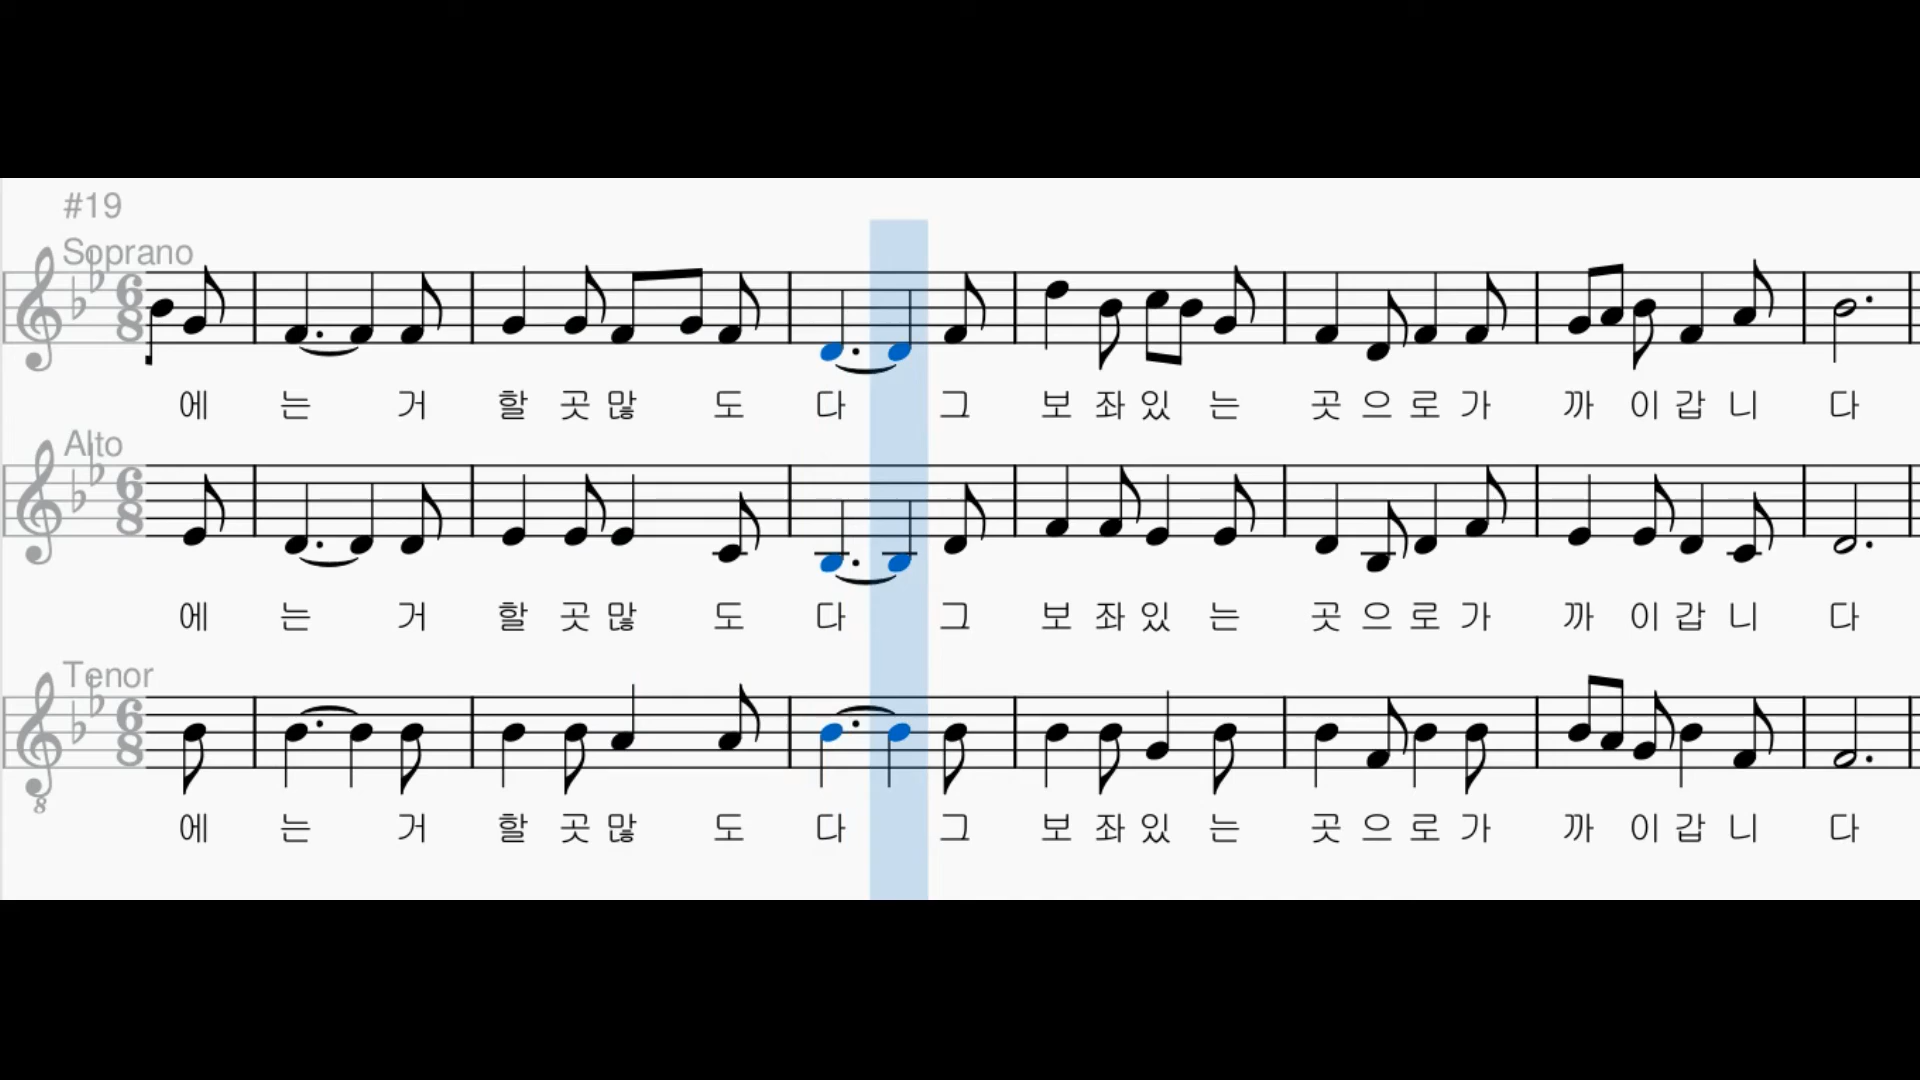 #19
Soprano
에 는 거 할 곳 많 도 다 그 보 좌 있 는 곳 으 로 가 까 이 갑 니 다
Alto
에 는 거 할 곳 많 도 다 그 보 좌 있 는 곳 으 로 가 까 이 갑 니 다
Tenor
에 는 거 할 곳 많 도 다 그 보 좌 있 는 곳 으 로 가 까 이 갑 니 다